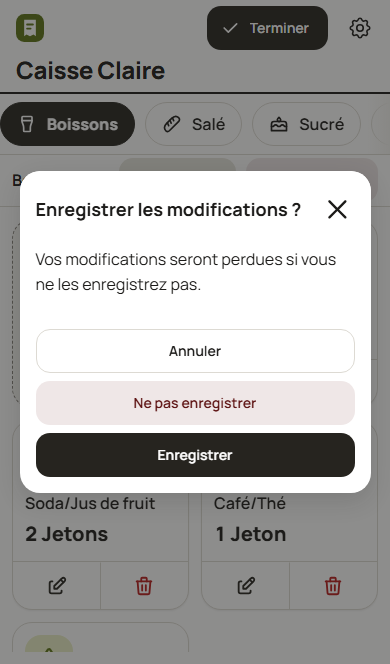 Terminer
Caisse Claire
Boissons
Salé
Sucré
B
Enregistrer les modifications ?
Vos modifications seront perdues si vous
ne les enregistrez pas.
Annuler
Ne pas enregistrer
Enregistrer
Soda/Jus de fruit
Café/Thé
2 Jetons
1 Jeton